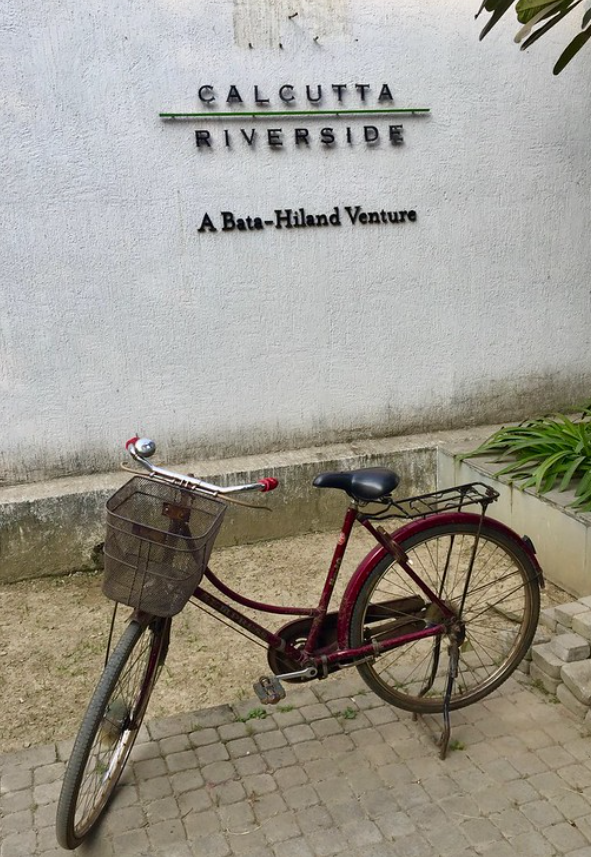 CALCUTTA
RIVERSIDE
A Bata-Hiland Venture